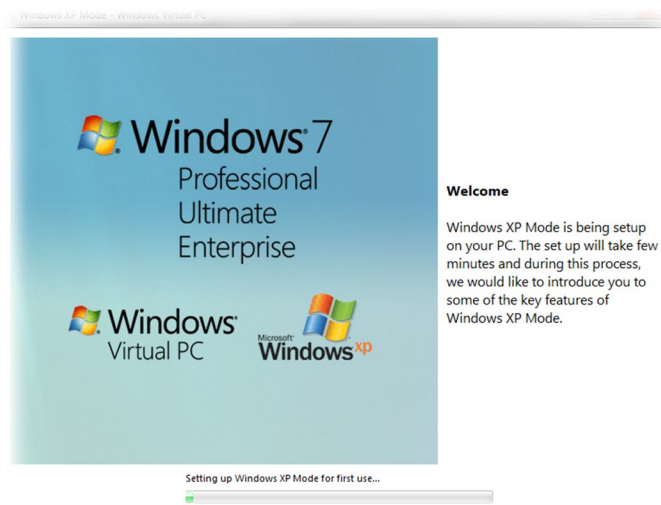 Windows XP Mode - Windows Virtual PC
Windows 7
Professional
Ultimate
Enterprise
Windows
Virtual PC
Microsoft
Windows xp
Welcome
Windows XP Mode is being setup
on your PC. The set up will take few
minutes and during this process,
we would like to introduce you to
some of the key features of
Windows XP Mode.
Setting up Windows XP Mode for first use...